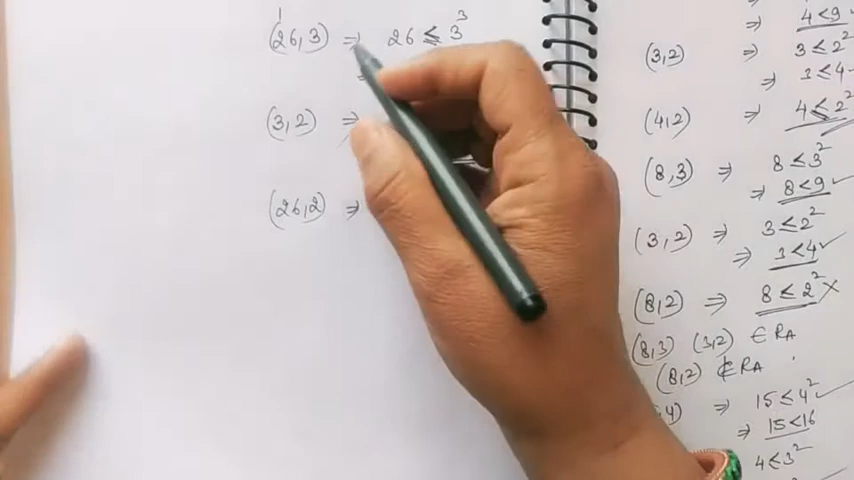 1
(26,3) ⇒ 26 ≤ 3³
(3,2) ⇒
(26,2) ⇒
⇒ 4<9
(3,2) ⇒ 3 ≤ 2²
⇒ 3<4
(4,2) ⇒ 4 ≤ 2²
(8,3) ⇒ 8 ≤ 3²
⇒ 8<9 ✓
(3,2) ⇒ 3 ≤ 2²
⇒ 3<4 ✓
(8,2) ⇒ 8 ≤ 2² ✗
(8,3) (3,2) ∈ RA
(8,2) ∉ RA
4) ⇒ 15 ≤ 4² ✓
⇒ 15<16
4 ≤ 3²